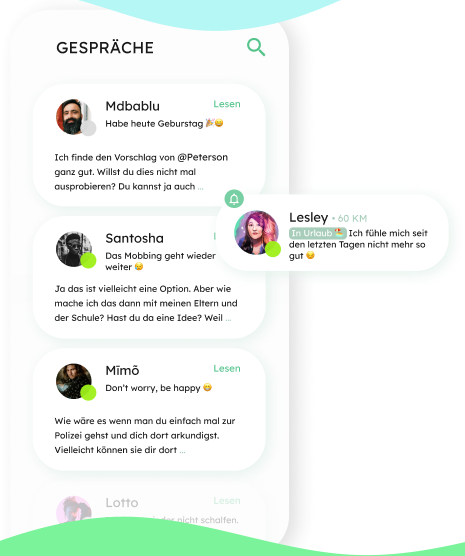 GESPRÄCHE
Mdbablu
Lesen
Habe heute Geburstag 🎉😄
Ich finde den Vorschlag von @Peterson
ganz gut. Willst du dies nicht mal
ausprobieren? Du kannst ja auch ...
Lesley • 60 KM
In Urlaub 🏖 Ich fühle mich seit
den letzten Tagen nicht mehr so
gut 😔
Santosha
Das Mobbing geht wieder
weiter 😥
Ja das ist vielleicht eine Option. Aber wie
mache ich das dann mit meinen Eltern und
der Schule? Hast du da eine Idee? Weil ...
Mīmō
Lesen
Don't worry, be happy 😄
Wie wäre es wenn man du einfach mal zur
Polizei gehst und dich dort arkundigst.
Vielleicht können sie dir dort ...
Lotto
Lesen
nicht schalfen.